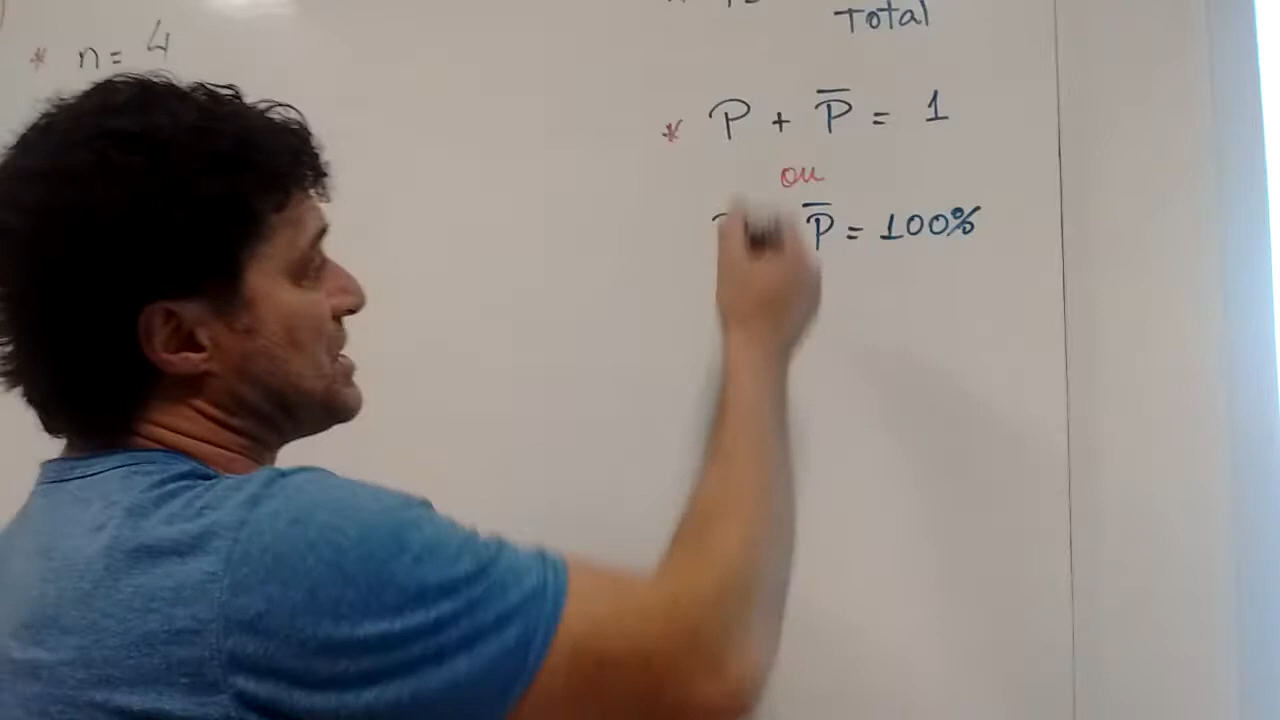 * n = 4
Total
* P + P̅ = 1
ou
P̅ = 100%